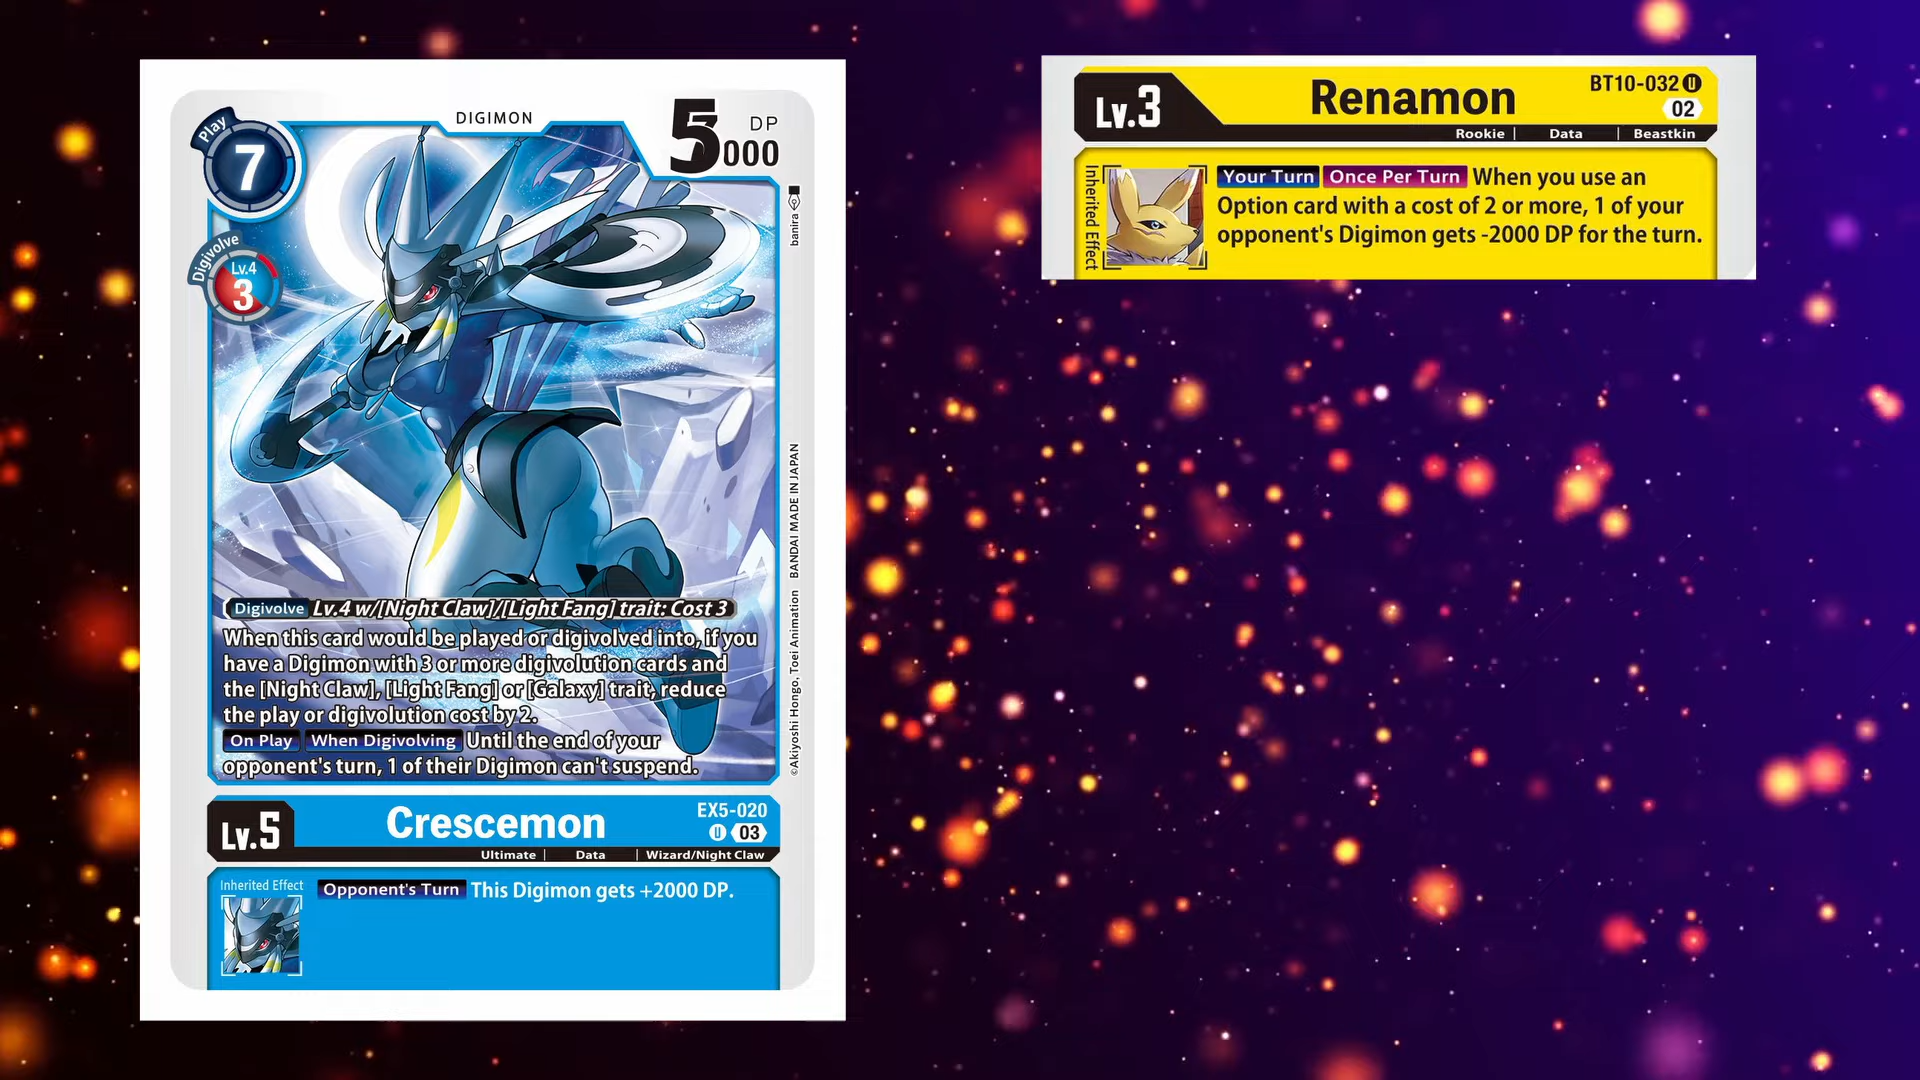 DIGIMON
Play
7
5000
DP
Digivolve
Lv.4
3
banira
Digivolve Lv.4 w/[Night Claw]/[Light Fang] trait: Cost 3
When this card would be played or digivolved into, if you
have a Digimon with 3 or more digivolution cards and
the [Night Claw], [Light Fang] or [Galaxy] trait, reduce
the play or digivolution cost by 2.
On Play When Digivolving Until the end of your
opponent's turn, 1 of their Digimon can't suspend.
©Akiyoshi Hongo, Toei Animation BANDAI MADE IN JAPAN
Lv.5
Crescemon
EX5-020
U 03
Ultimate | Data | Wizard/Night Claw
Inherited Effect
Opponent's Turn This Digimon gets +2000 DP.
Lv.3
Renamon
BT10-032 U
02
Rookie | Data | Beastkin
Inherited Effect
Your Turn Once Per Turn When you use an
Option card with a cost of 2 or more, 1 of your
opponent's Digimon gets -2000 DP for the turn.